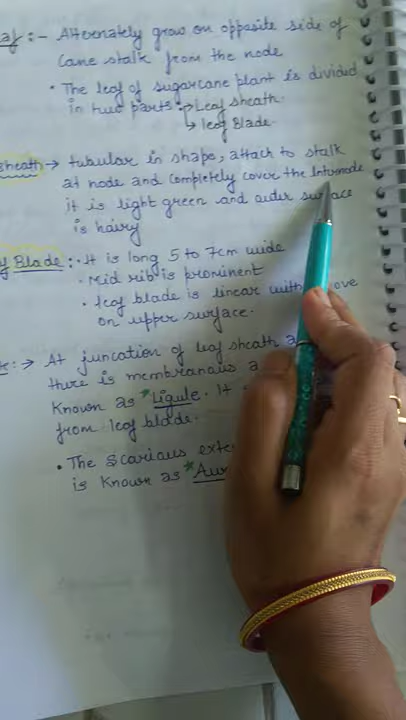 af :- Alternately grow on opposite side of
cane stalk from the node
• The leaf of sugarcane plant is divided
in two parts :→ Leaf sheath.
↳ leaf Blade.
sheath → tubular in shape, attach to stalk
at node and completely cover the Internode
it is light green and outer surface
is hairy
Blade : • It is long 5 to 7cm wide
• Mid rib is prominent
• leaf blade is linear with
on upper surface.
:→ At juncation of leaf sheath a
there is membranous a
Known as *Ligule. It
from leaf blade.
• The Scarious exte
is Known as *Aur